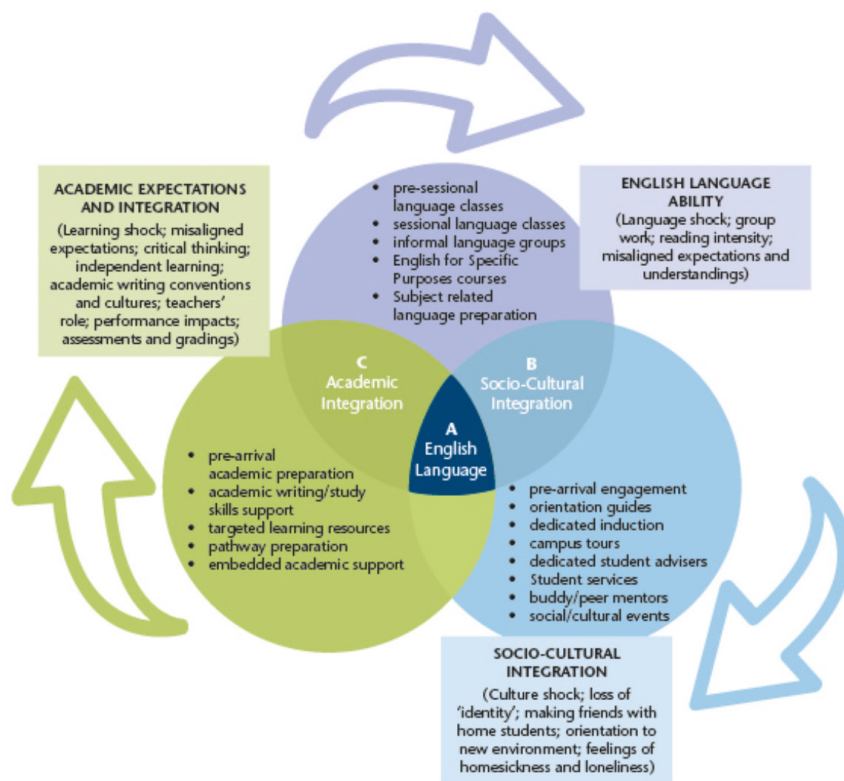 ACADEMIC EXPECTATIONS
AND INTEGRATION
(Learning shock; misaligned
expectations; critical thinking;
independent learning;
academic writing conventions
and cultures; teachers'
role; performance impacts;
assessments and gradings)
• pre-sessional
language classes
• sessional language classes
• informal language groups
• English for Specific
Purposes courses
• Subject related
language preparation
ENGLISH LANGUAGE
ABILITY
(Language shock; group
work; reading intensity;
misaligned expectations and
understandings)
C
Academic
Integration
B
Socio-Cultural
Integration
A
English
Language
• pre-arrival
academic preparation
• academic writing/study
skills support
• targeted learning resources
• pathway preparation
• embedded academic support
• pre-arrival engagement
• orientation guides
• dedicated induction
• campus tours
• dedicated student advisers
• Student services
• buddy/peer mentors
• social/cultural events
SOCIO-CULTURAL
INTEGRATION
(Culture shock; loss of
'identity'; making friends with
home students; orientation to
new environment; feelings of
homesickness and loneliness)